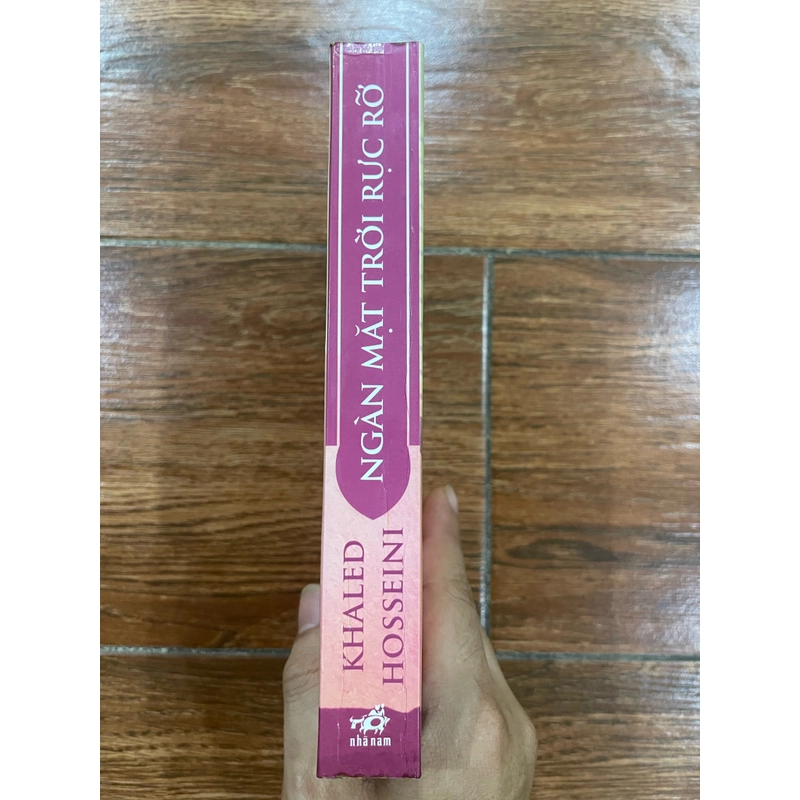 NGÀN MẶT TRỜI RỰC RỠ
KHALED
HOSSEINI
nhã nam